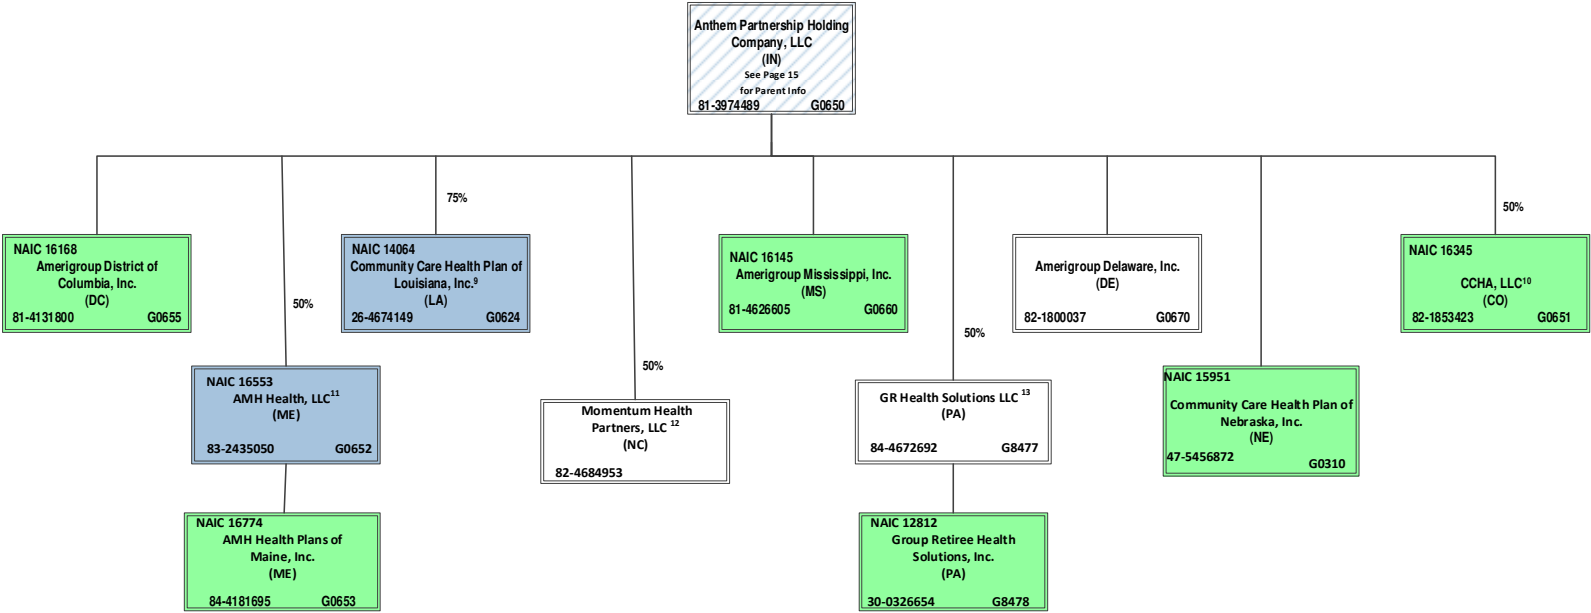 Anthem Partnership Holding
Company, LLC
(IN)
See Page 15
for Parent Info
81-3974489 G0650
75%
50%
NAIC 16168
Amerigroup District of
Columbia, Inc.
(DC)
81-4131800 G0655
50%
NAIC 14064
Community Care Health Plan of
Louisiana, Inc.9
(LA)
26-4674149 G0624
NAIC 16145
Amerigroup Mississippi, Inc.
(MS)
81-4626605 G0660
Amerigroup Delaware, Inc.
(DE)
82-1800037 G0670
NAIC 16345
CCHA, LLC10
(CO)
82-1853423 G0651
50%
50%
NAIC 16553
AMH Health, LLC11
(ME)
83-2435050 G0652
Momentum Health
Partners, LLC 12
(NC)
82-4684953
GR Health Solutions LLC 13
(PA)
84-4672692 G8477
NAIC 15951
Community Care Health Plan of
Nebraska, Inc.
(NE)
47-5456872 G0310
NAIC 16774
AMH Health Plans of
Maine, Inc.
(ME)
84-4181695 G0653
NAIC 12812
Group Retiree Health
Solutions, Inc.
(PA)
30-0326654 G8478